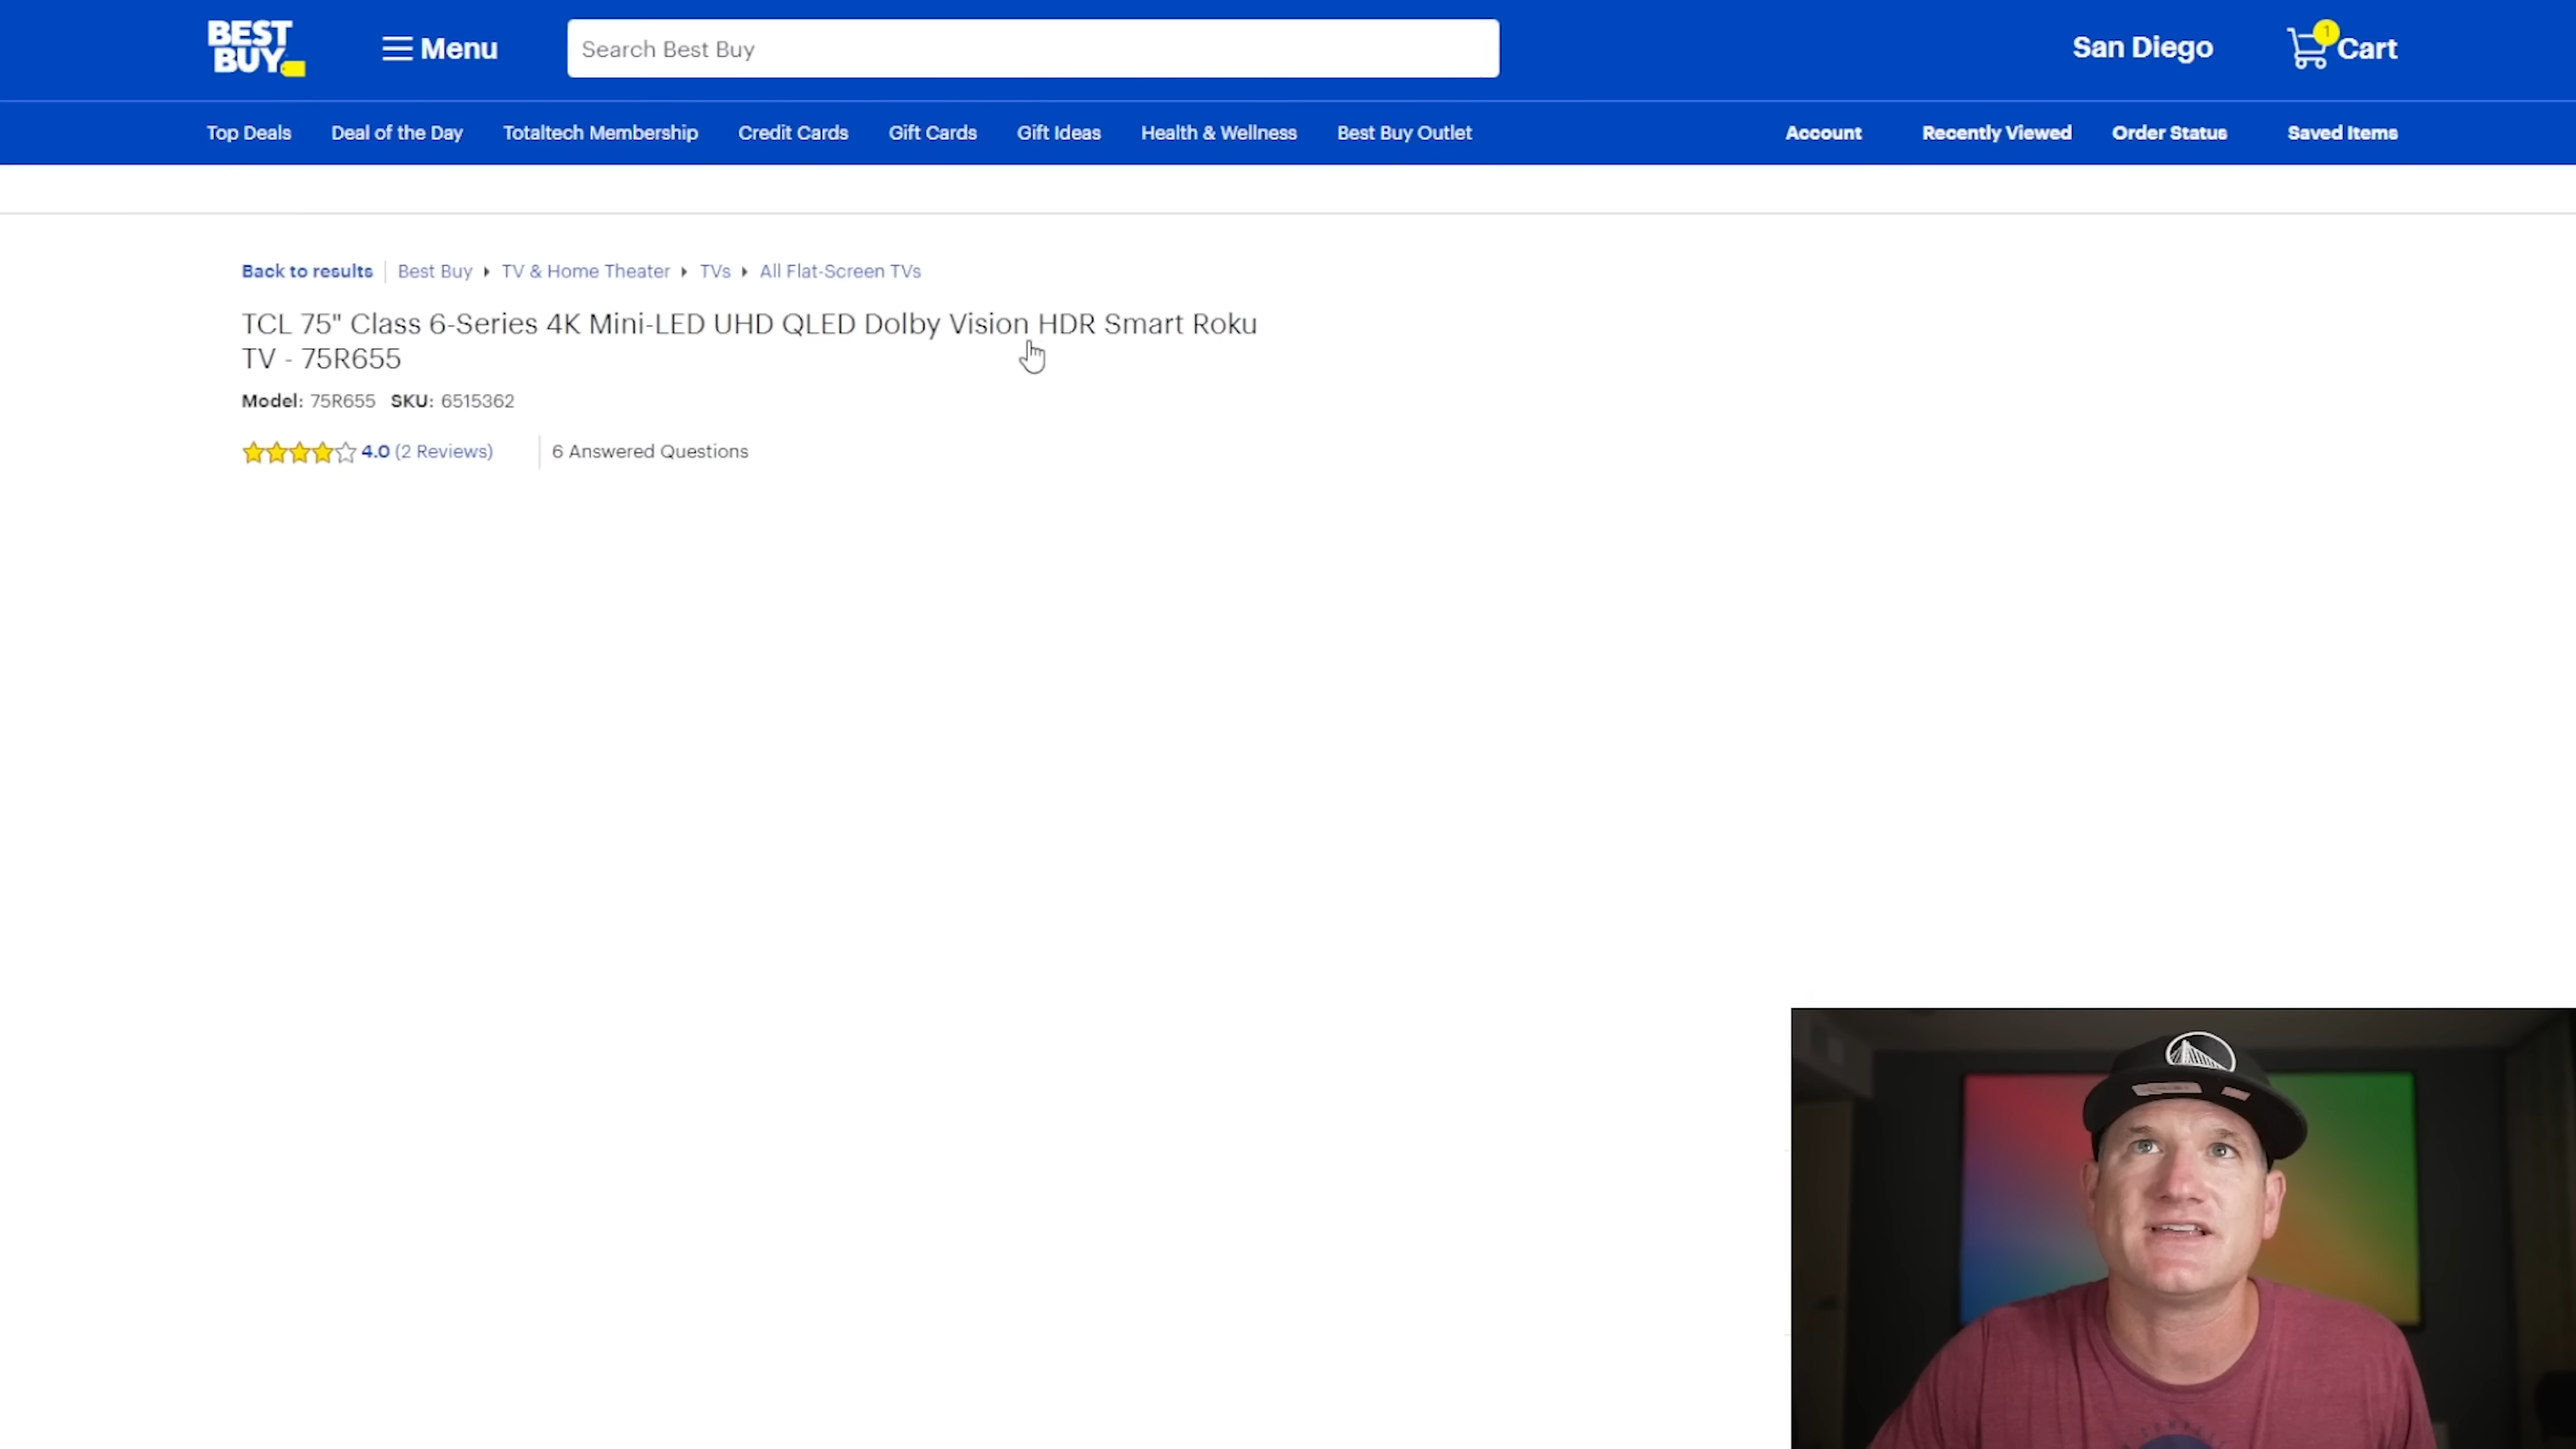 BEST BUY
Menu
Search Best Buy
San Diego
1
Cart
Top Deals
Deal of the Day
Totaltech Membership
Credit Cards
Gift Cards
Gift Ideas
Health & Wellness
Best Buy Outlet
Account
Recently Viewed
Order Status
Saved Items
Back to results
Best Buy
TV & Home Theater
TVs
All Flat-Screen TVs
TCL 75" Class 6-Series 4K Mini-LED UHD QLED Dolby Vision HDR Smart Roku
TV - 75R655
Model: 75R655 SKU: 6515362
4.0 (2 Reviews)
6 Answered Questions